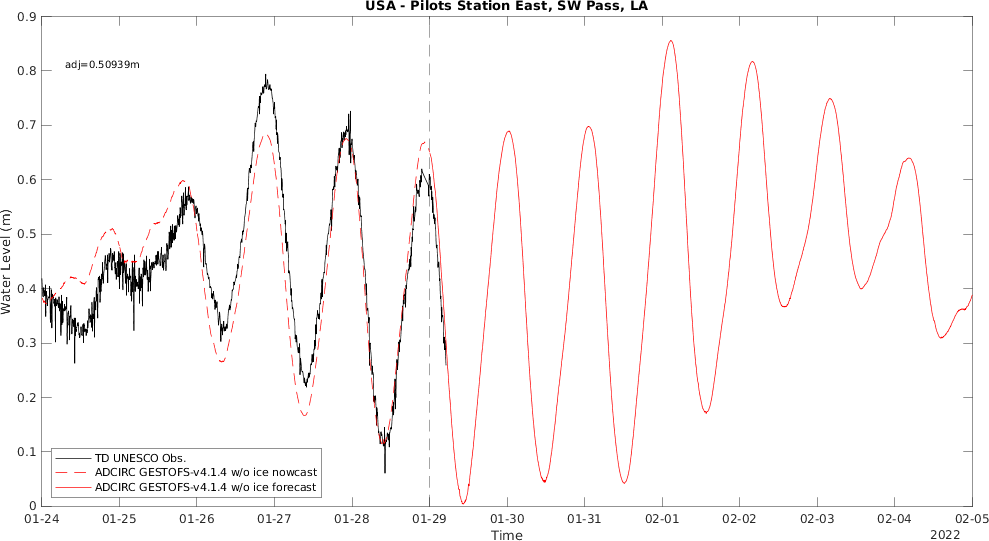 USA - Pilots Station East, SW Pass, LA
adj=0.50939m
Water Level (m)
0.9
0.8
0.7
0.6
0.5
0.4
0.3
0.2
0.1
0
TD UNESCO Obs.
ADCIRC GESTOFS-v4.1.4 w/o ice nowcast
ADCIRC GESTOFS-v4.1.4 w/o ice forecast
01-24 01-25 01-26 01-27 01-28 01-29 01-30 01-31 02-01 02-02 02-03 02-04 02-05
Time
2022